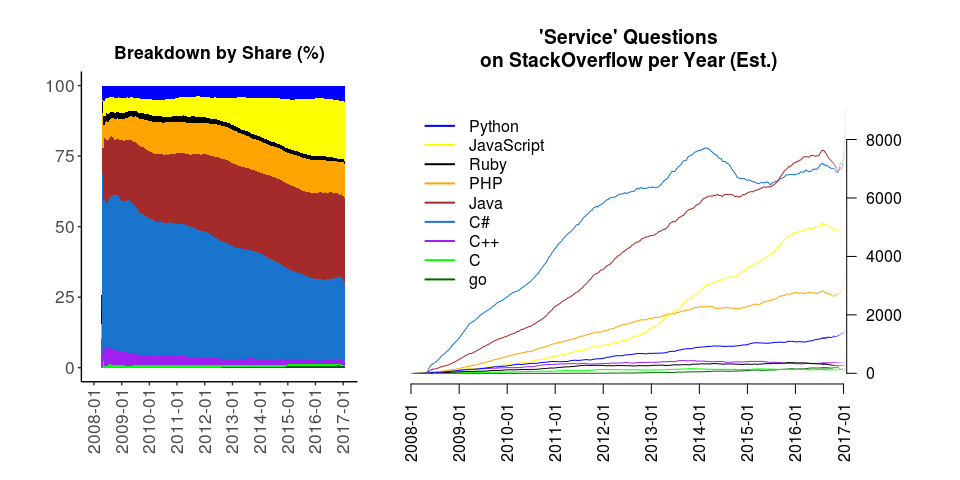 Breakdown by Share (%)
100
75
50
25
0
2008-01
2009-01
2010-01
2011-01
2012-01
2013-01
2014-01
2015-01
2016-01
2017-01
'Service' Questions
on StackOverflow per Year (Est.)
Python
JavaScript
Ruby
PHP
Java
C#
C++
C
go
8000
6000
4000
2000
0
2008-01
2009-01
2010-01
2011-01
2012-01
2013-01
2014-01
2015-01
2016-01
2017-01